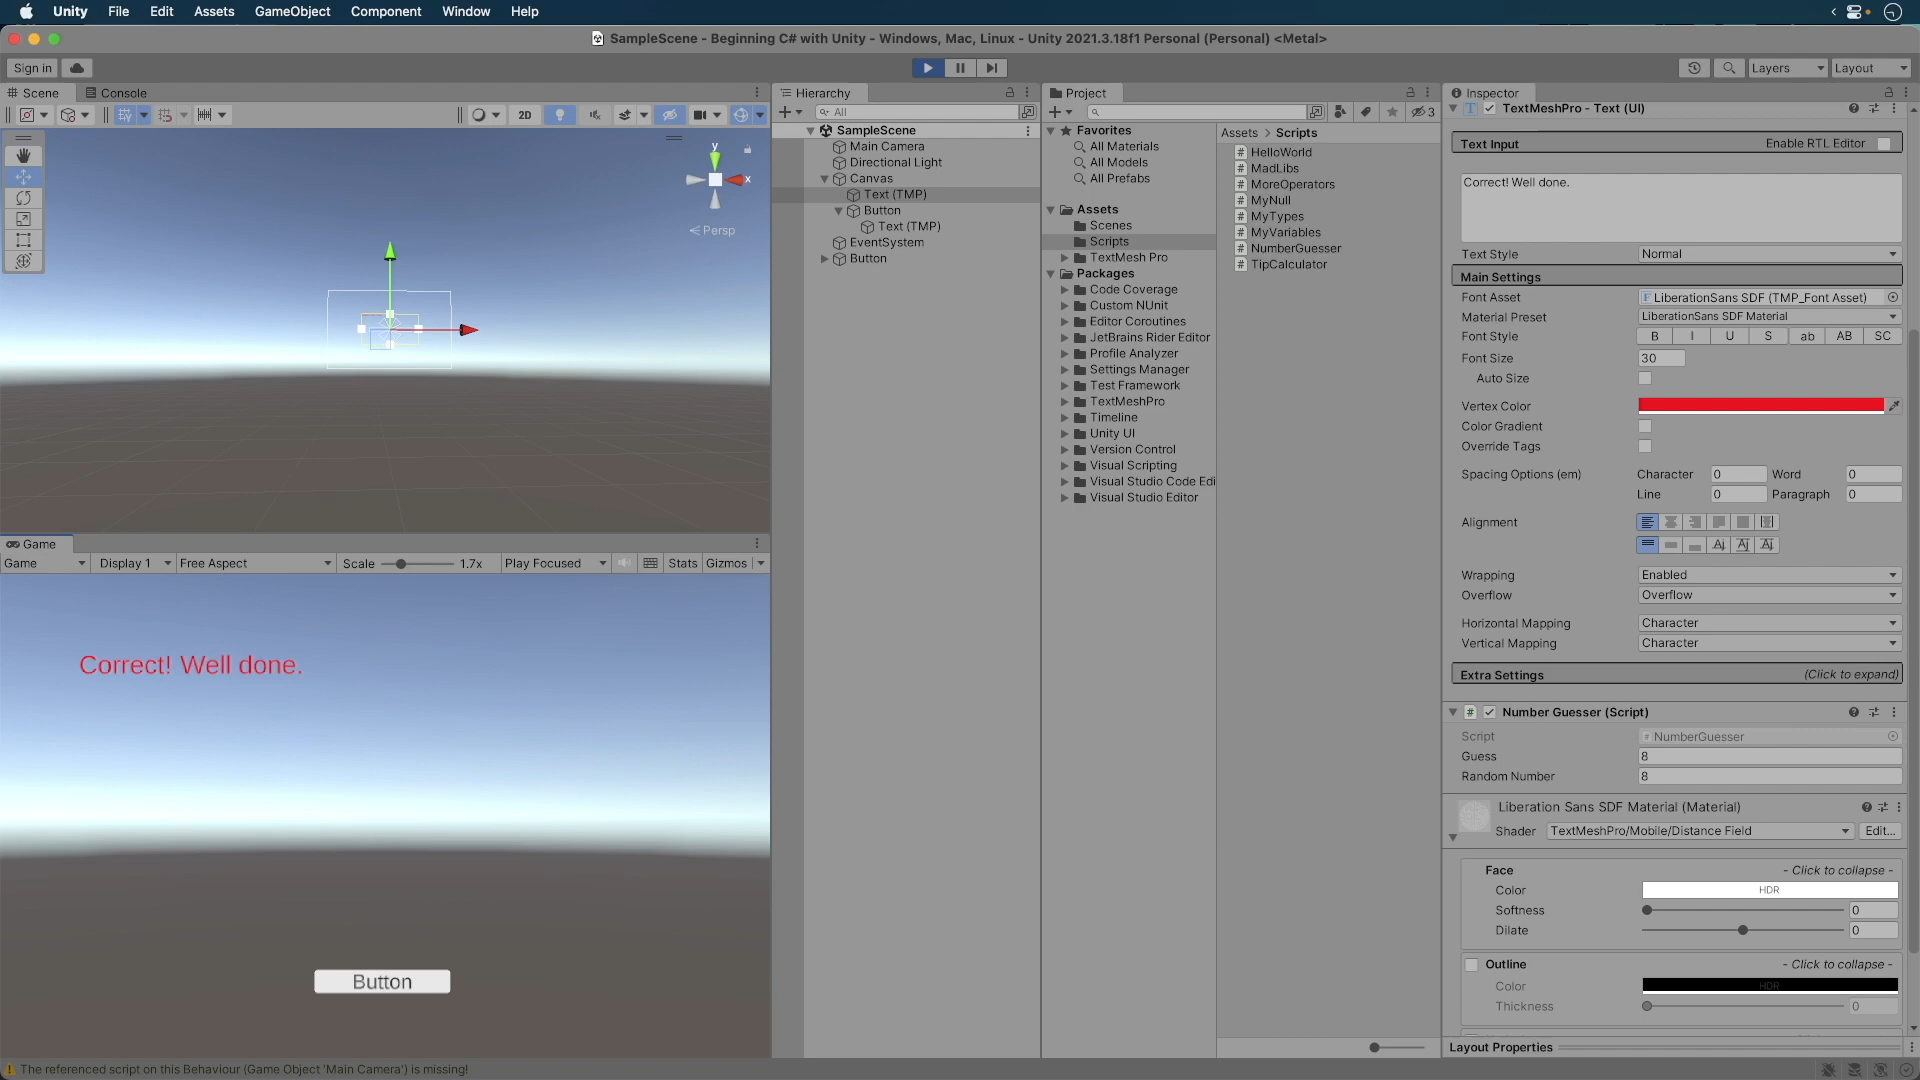 Unity File Edit Assets GameObject Component Window Help
SampleScene - Beginning C# with Unity - Windows, Mac, Linux - Unity 2021.3.18f1 Personal (Personal) <Metal>
Sign in
Layers
Layout
Scene
Console
2D
y
x
Persp
Game
Game
Display 1
Free Aspect
Scale
1.7x
Play Focused
Stats
Gizmos
Correct! Well done.
Button
Hierarchy
All
SampleScene
Main Camera
Directional Light
Canvas
Text (TMP)
Button
Text (TMP)
EventSystem
Button
Project
3
Favorites
All Materials
All Models
All Prefabs
Assets
Scenes
Scripts
TextMesh Pro
Packages
Code Coverage
Custom NUnit
Editor Coroutines
JetBrains Rider Editor
Profile Analyzer
Settings Manager
Test Framework
TextMeshPro
Timeline
Unity UI
Version Control
Visual Scripting
Visual Studio Code Edi
Visual Studio Editor
Assets > Scripts
HelloWorld
MadLibs
MoreOperators
MyNull
MyTypes
MyVariables
NumberGuesser
TipCalculator
Inspector
TextMeshPro - Text (UI)
Text Input
Enable RTL Editor
Correct! Well done.
Text Style Normal
Main Settings
Font Asset LiberationSans SDF (TMP_Font Asset)
Material Preset LiberationSans SDF Material
Font Style B I U S ab AB SC
Font Size 30
Auto Size
Vertex Color
Color Gradient
Override Tags
Spacing Options (em) Character 0 Word 0
Line 0 Paragraph 0
Alignment
Wrapping Enabled
Overflow Overflow
Horizontal Mapping Character
Vertical Mapping Character
Extra Settings (Click to expand)
Number Guesser (Script)
Script NumberGuesser
Guess 8
Random Number 8
Liberation Sans SDF Material (Material)
Shader TextMeshPro/Mobile/Distance Field Edit...
Face - Click to collapse -
Color HDR
Softness 0
Dilate 0
Outline - Click to collapse -
Color HDR
Thickness 0
Layout Properties
The referenced script on this Behaviour (Game Object 'Main Camera') is missing!